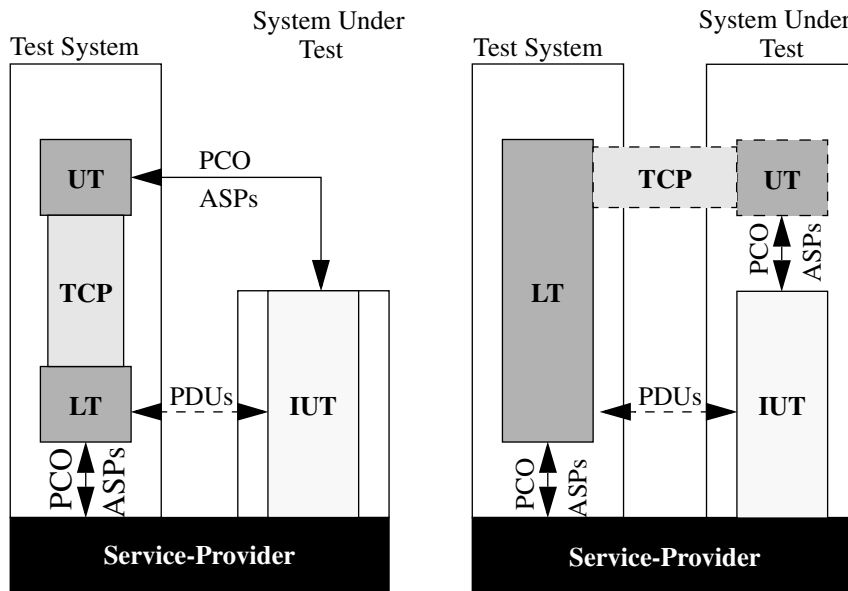 Test System
System Under
Test
UT
PCO
ASPs
TCP
LT
PDUs
IUT
PCO
ASPs
Service-Provider
Test System
System Under
Test
TCP
UT
PCO
ASPs
LT
PDUs
IUT
PCO
ASPs
Service-Provider